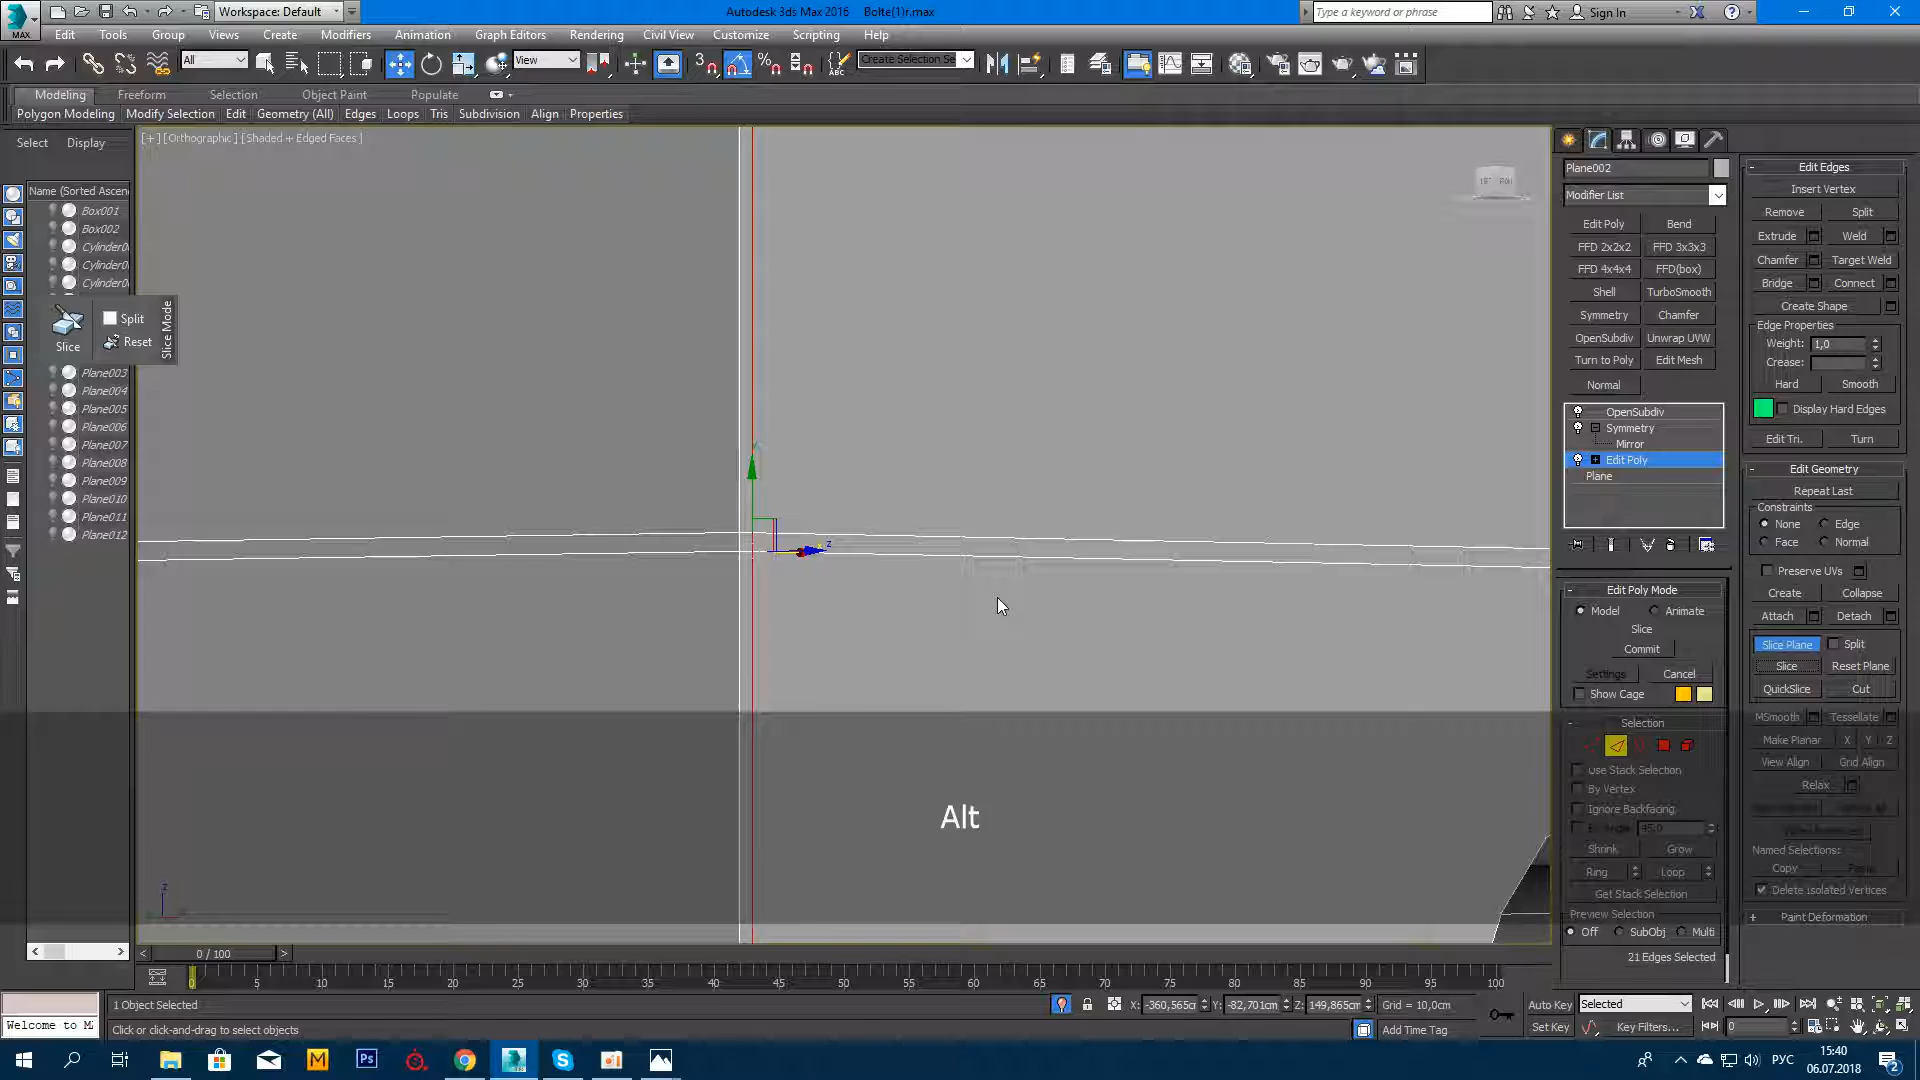 Workspace: Default
Autodesk 3ds Max 2016
Bolte(1)r.max
Type a keyword or phrase
Sign In
MAX
Edit Tools Group Views Create Modifiers Animation Graph Editors Rendering Civil View Customize Scripting Help
All
View
Create Selection Se
Modeling Freeform Selection Object Paint Populate
Polygon Modeling Modify Selection Edit Geometry (All) Edges Loops Tris Subdivision Align Properties
Select Display
[+] [Orthographic] [Shaded + Edged Faces]
Name (Sorted Ascen
Box001
Box002
Cylinder0
Cylinder0
Cylinder0
Slice
Split
Reset
Slice Mode
Plane003
Plane004
Plane005
Plane006
Plane007
Plane008
Plane009
Plane010
Plane011
Plane012
z
z
Alt
Plane002
Modifier List
Edit Poly Bend
FFD 2x2x2 FFD 3x3x3
FFD 4x4x4 FFD(box)
Shell TurboSmooth
Symmetry Chamfer
OpenSubdiv Unwrap UVW
Turn to Poly Edit Mesh
Normal
OpenSubdiv
Symmetry
Mirror
Edit Poly
Plane
Edit Poly Mode
Model Animate
Slice
Commit
Settings Cancel
Show Cage
Selection
Use Stack Selection
By Vertex
Ignore Backfacing
45,0
Shrink Grow
Ring Loop
Get Stack Selection
Preview Selection
Off SubObj Multi
21 Edges Selected
Edit Edges
Insert Vertex
Remove Split
Extrude Weld
Chamfer Target Weld
Bridge Connect
Create Shape
Edge Properties
Weight: 1,0
Crease:
Hard Smooth
Display Hard Edges
Edit Tri. Turn
Edit Geometry
Repeat Last
Constraints
None Edge
Face Normal
Preserve UVs
Create Collapse
Attach Detach
Slice Plane Split
Slice Reset Plane
QuickSlice Cut
MSmooth Tessellate
Make Planar X Y Z
View Align Grid Align
Relax
Named Selections:
Copy
Delete Isolated Vertices
Paint Deformation
0 / 100
0 5 10 15 20 25 30 35 40 45 50 55 60 65 70 75 80 85 90 95 100
1 Object Selected
X: -360,565cm Y: -82,701cm Z: 149,865cm Grid = 10,0cm
Auto Key Selected
Welcome to M
Click or click-and-drag to select objects
Add Time Tag
Set Key Key Filters...
0
РУС
15:40
06.07.2018
2